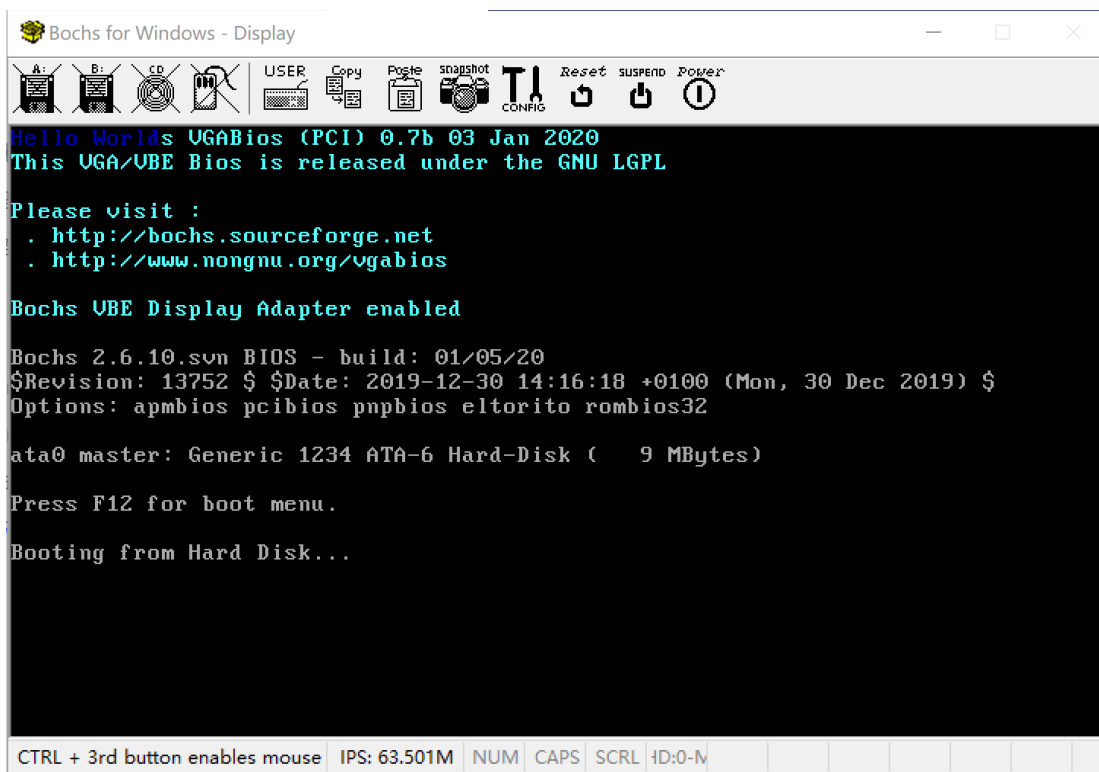 Bochs for Windows - Display
A: B: CD USER Copy Paste snapshot CONFIG Reset SUSPEND Power
Hello Worlds VGABios (PCI) 0.7b 03 Jan 2020
This VGA/VBE Bios is released under the GNU LGPL
Please visit :
. http://bochs.sourceforge.net
. http://www.nongnu.org/vgabios
Bochs VBE Display Adapter enabled
Bochs 2.6.10.svn BIOS - build: 01/05/20
$Revision: 13752 $ $Date: 2019-12-30 14:16:18 +0100 (Mon, 30 Dec 2019) $
Options: apmbios pcibios pnpbios eltorito rombios32
ata0 master: Generic 1234 ATA-6 Hard-Disk (   9 MBytes)
Press F12 for boot menu.
Booting from Hard Disk...
CTRL + 3rd button enables mouse IPS: 63.501M NUM CAPS SCRL